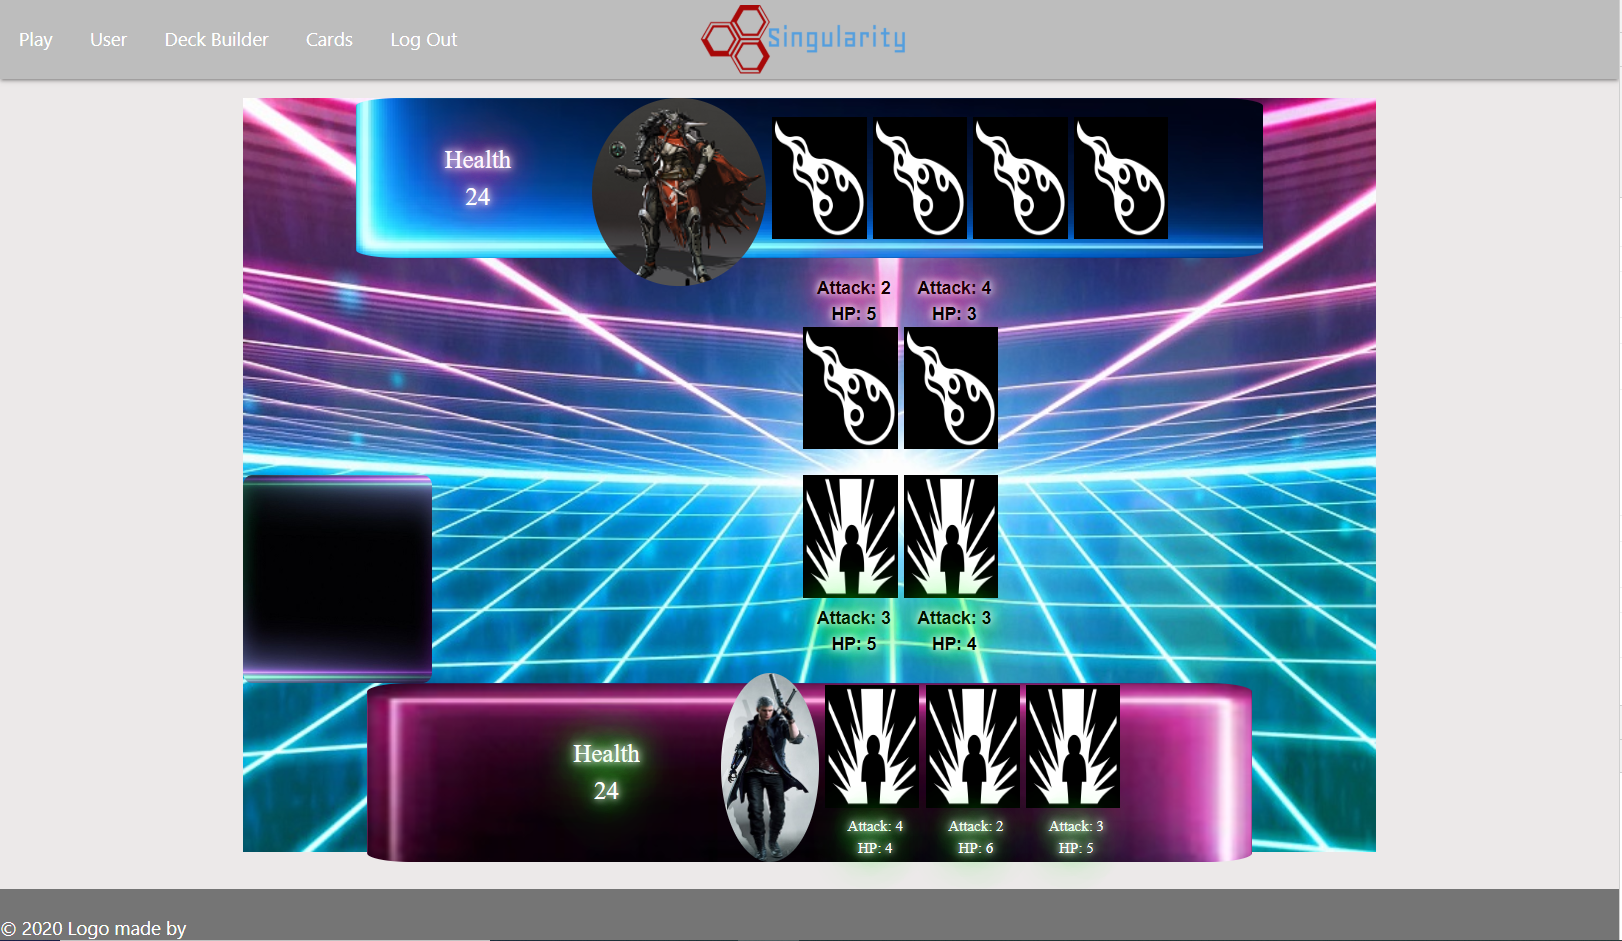 Play User Deck Builder Cards Log Out
Singularity
Health
24
Attack: 2 Attack: 4
HP: 5 HP: 3
Attack: 3 Attack: 3
HP: 5 HP: 4
Health
24
Attack: 4 Attack: 2 Attack: 3
HP: 4 HP: 6 HP: 5
© 2020 Logo made by